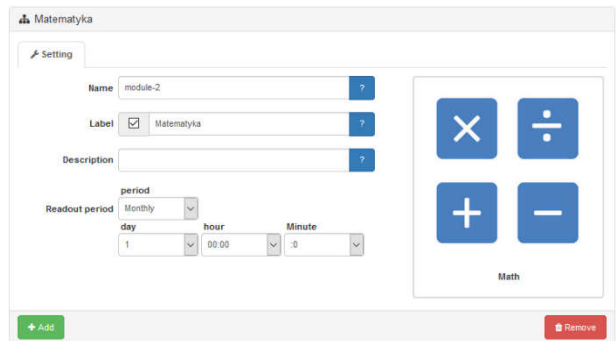 Matematyka
Setting
Name module-2 ?
Label Matematyka ?
Description ?
period
Readout period Monthly
day hour Minute
1 00:00 :0
Math
Add Remove